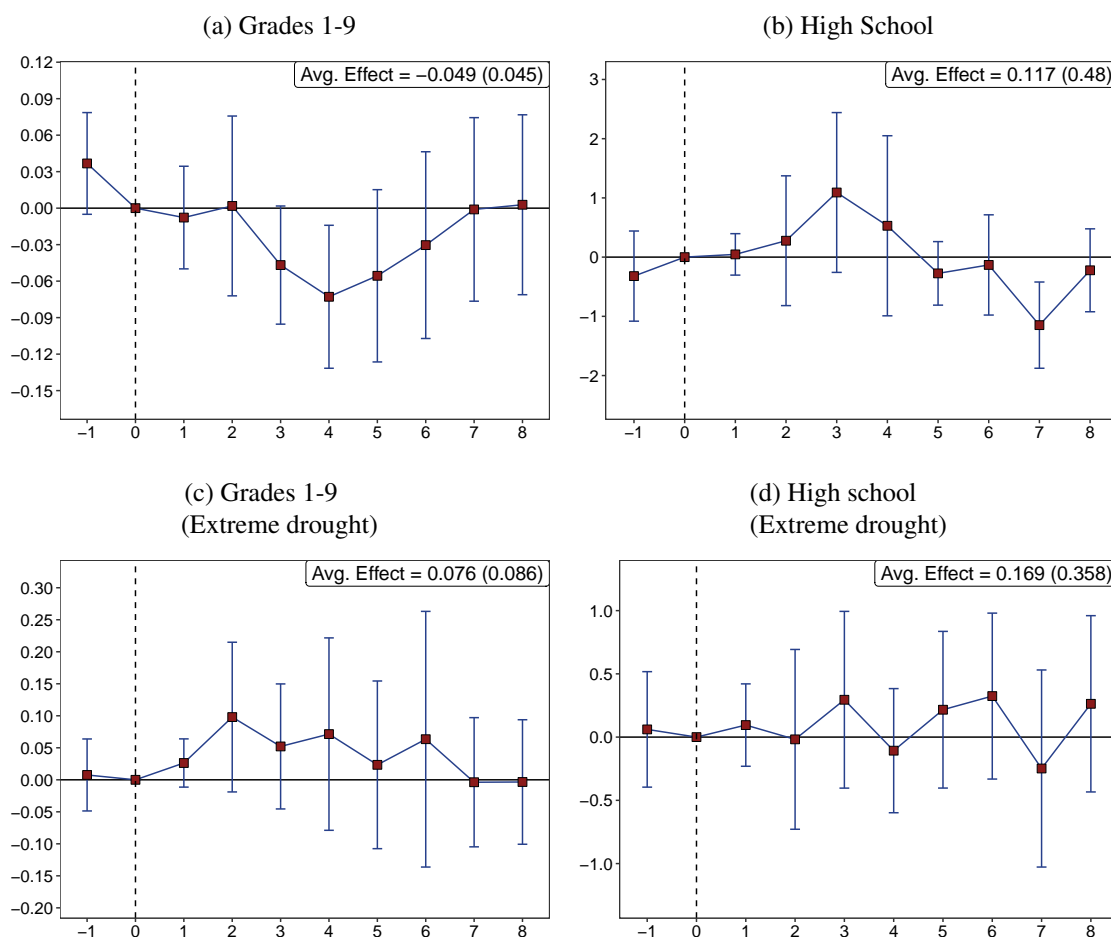 (a) Grades 1-9
Avg. Effect = −0.049 (0.045)
0.12
0.09
0.06
0.03
0.00
−0.03
−0.06
−0.09
−0.12
−0.15
−1 0 1 2 3 4 5 6 7 8
(b) High School
Avg. Effect = 0.117 (0.48)
3
2
1
0
−1
−2
−1 0 1 2 3 4 5 6 7 8
(c) Grades 1-9
(Extreme drought)
Avg. Effect = 0.076 (0.086)
0.30
0.25
0.20
0.15
0.10
0.05
0.00
−0.05
−0.10
−0.15
−0.20
−1 0 1 2 3 4 5 6 7 8
(d) High school
(Extreme drought)
Avg. Effect = 0.169 (0.358)
1.0
0.5
0.0
−0.5
−1.0
−1 0 1 2 3 4 5 6 7 8